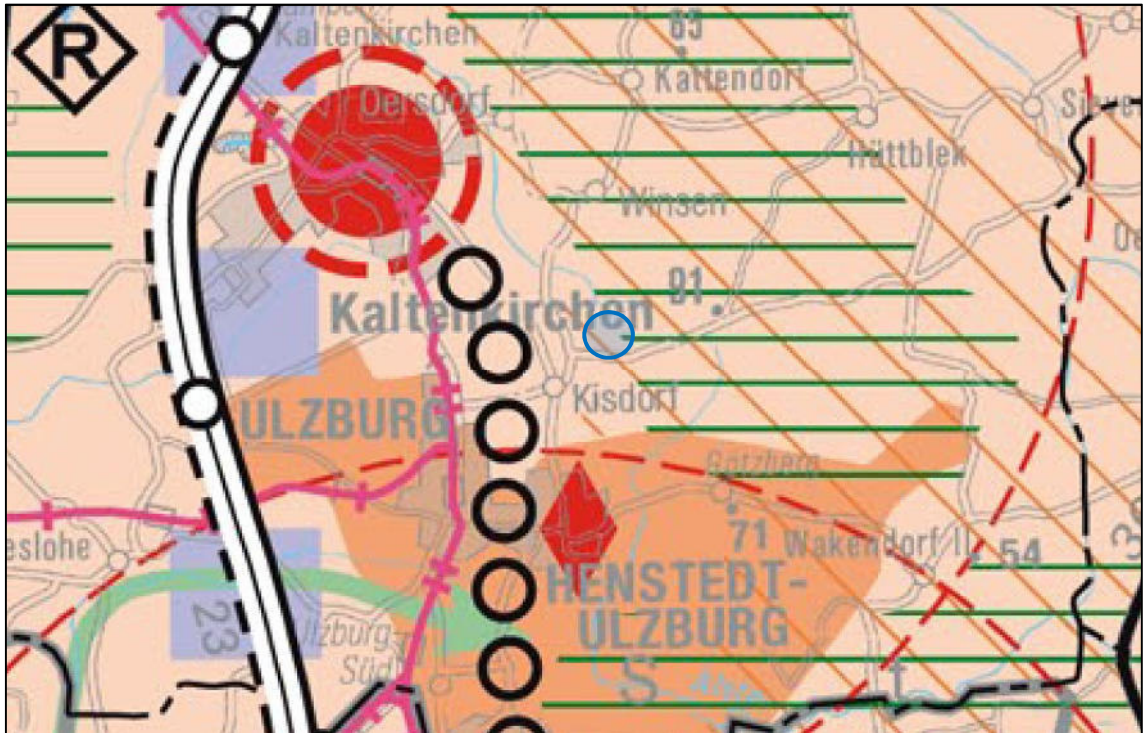 R
Kaltenkirchen
63
Kattendorf
Oersdorf
Hüttblek
Winsen
91
Kaltenkirchen
Kisdorf
ULZBURG
Götzberg
71
Wakendorf II
54
HENSTEDT-
ULZBURG
23
Ulzburg-
Süd
S